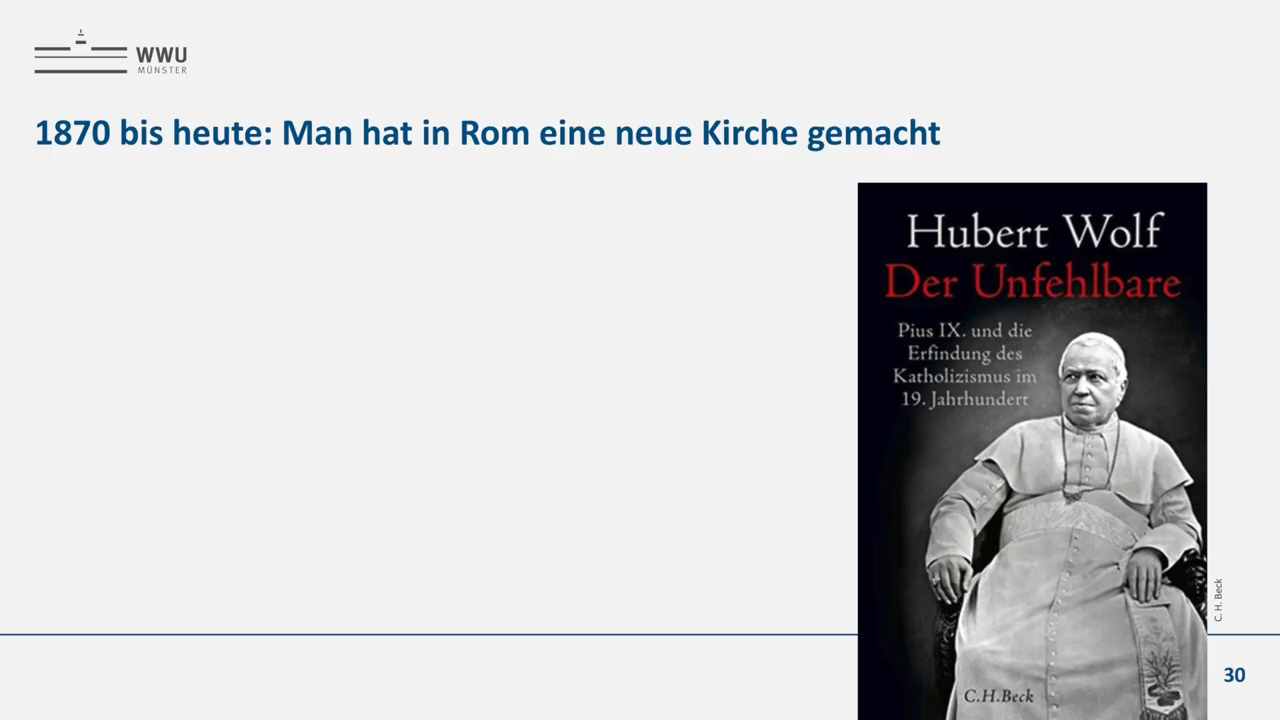 WWU
MÜNSTER
1870 bis heute: Man hat in Rom eine neue Kirche gemacht
Hubert Wolf
Der Unfehlbare
Pius IX. und die
Erfindung des
Katholizismus im
19. Jahrhundert
C.H.Beck
C. H. Beck
30